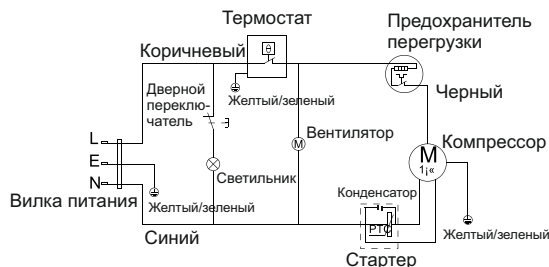 Термостат
Предохранитель
перегрузки
Коричневый
θ
Дверной
переклю-
чатель
Желтый/зеленый
Черный
Вентилятор
M
L
E
N
Светильник
Компрессор
M
1¡«
Вилка питания
Желтый/зеленый
Конденсатор
PTC
Синий
Желтый/зеленый
Стартер